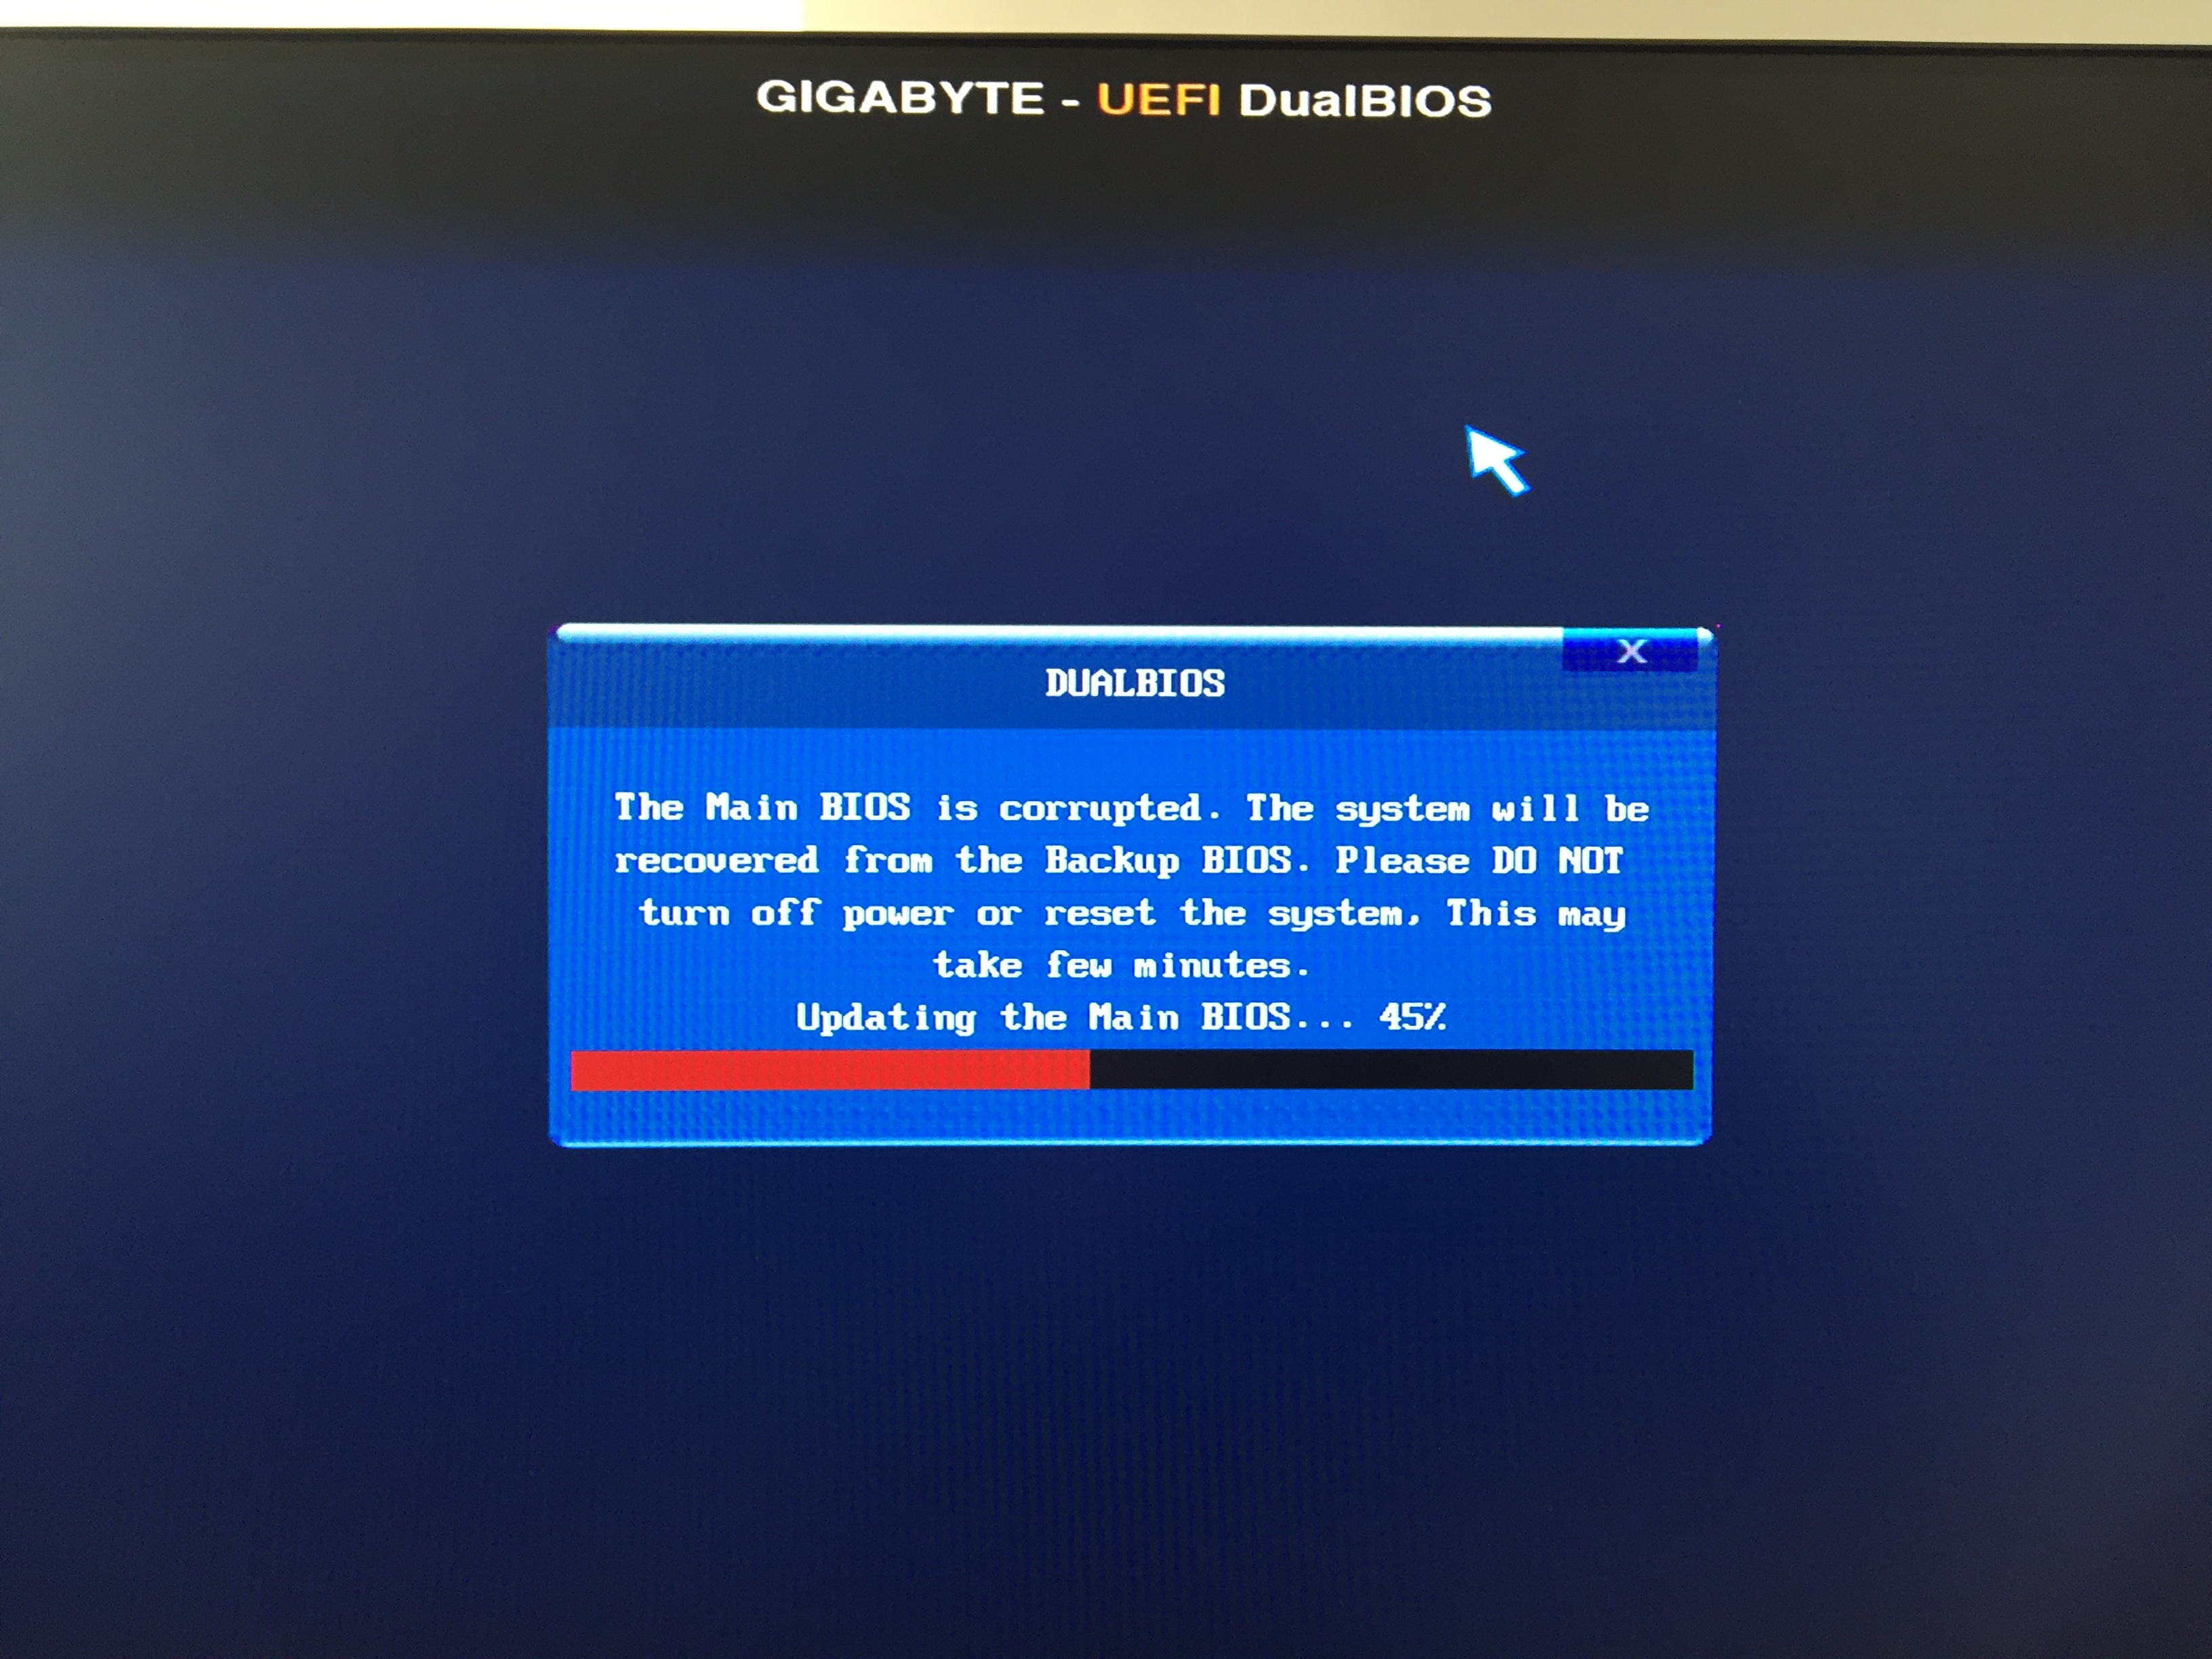 GIGABYTE - UEFI DualBIOS
X
DUALBIOS
The Main BIOS is corrupted. The system will be
recovered from the Backup BIOS. Please DO NOT
turn off power or reset the system, This may
take few minutes.
Updating the Main BIOS... 45%